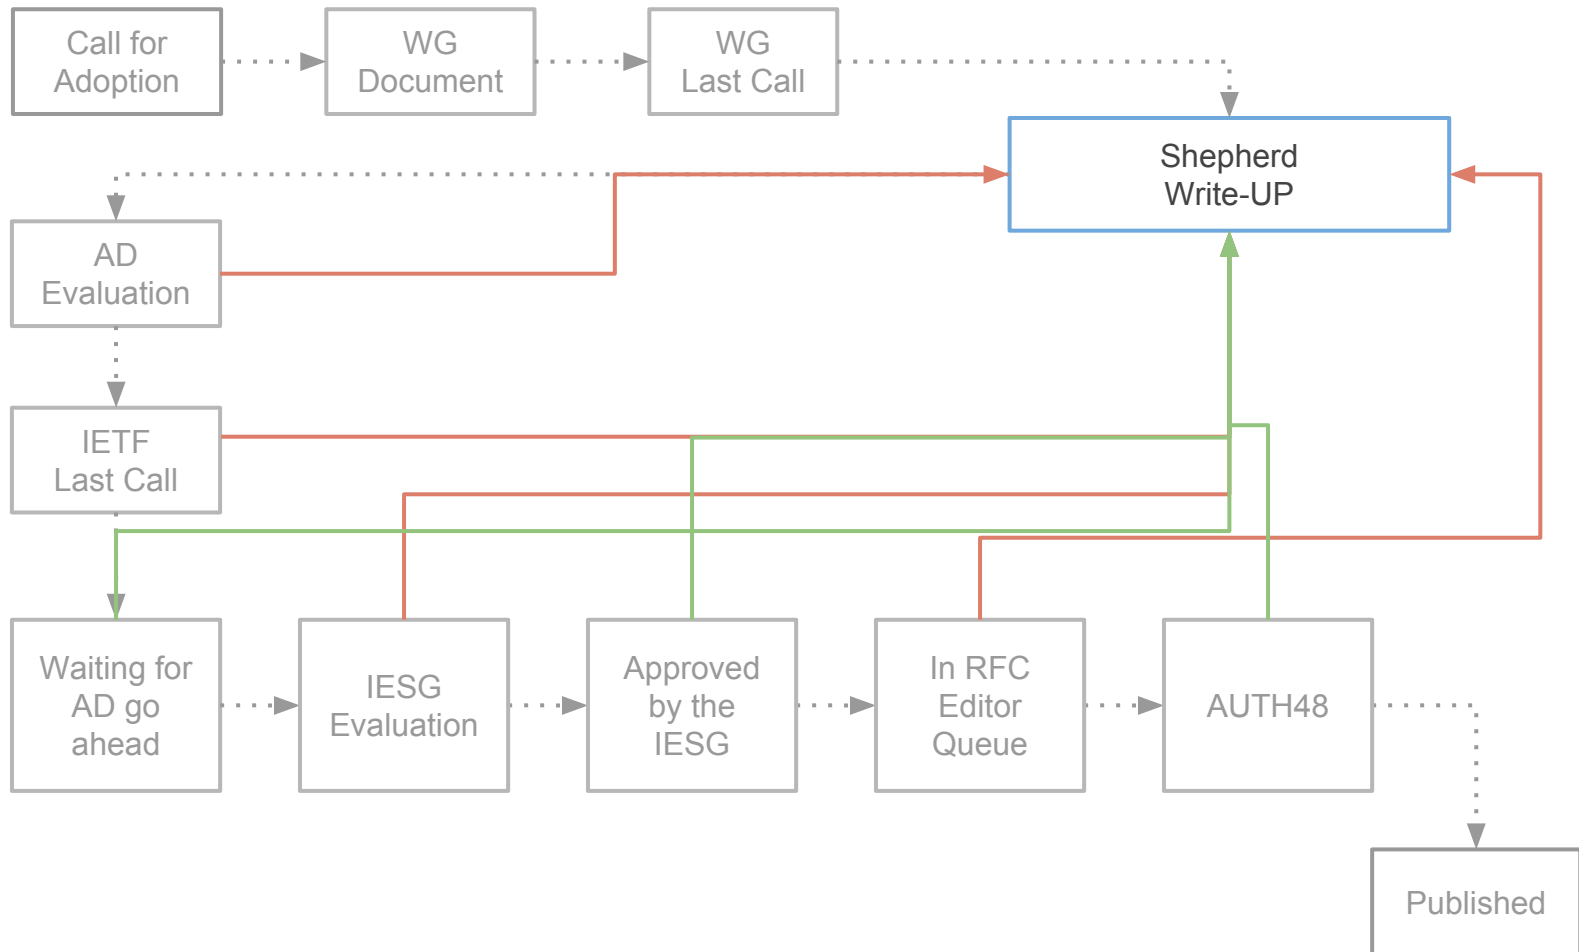 Call for
Adoption
WG
Document
WG
Last Call
Shepherd
Write-UP
AD
Evaluation
IETF
Last Call
Waiting for
AD go
ahead
IESG
Evaluation
Approved
by the
IESG
In RFC
Editor
Queue
AUTH48
Published